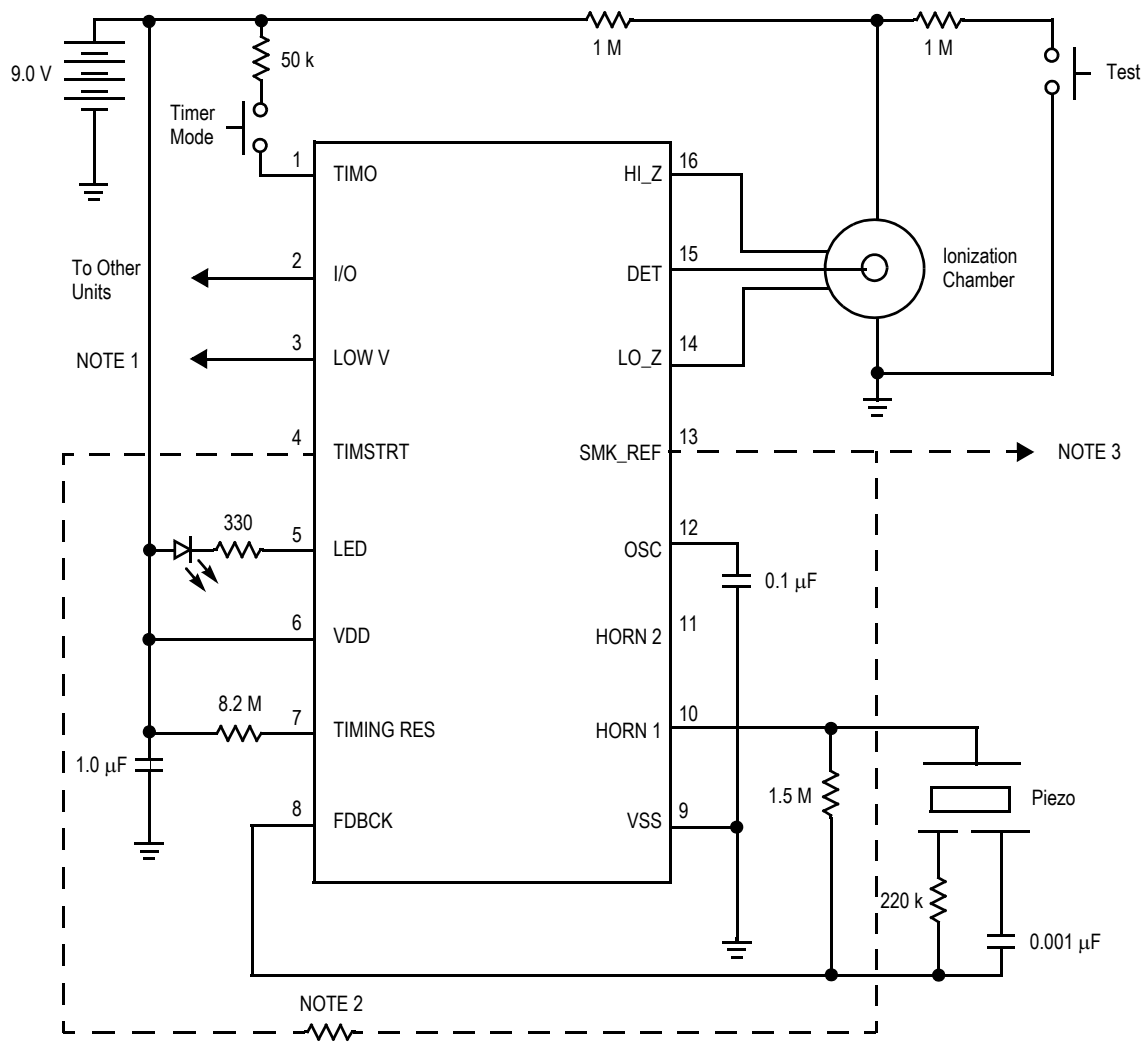 1 M
1 M
50 k
9.0 V
Test
Timer
Mode
1
TIMO
HI_Z
16
To Other
Units
2
I/O
DET
15
Ionization
Chamber
NOTE 1
3
LOW V
LO_Z
14
4
TIMSTRT
SMK_REF
13
NOTE 3
330
5
LED
OSC
12
0.1 μF
6
VDD
HORN 2
11
8.2 M
7
TIMING RES
HORN 1
10
1.0 μF
1.5 M
Piezo
8
FDBCK
VSS
9
220 k
0.001 μF
NOTE 2